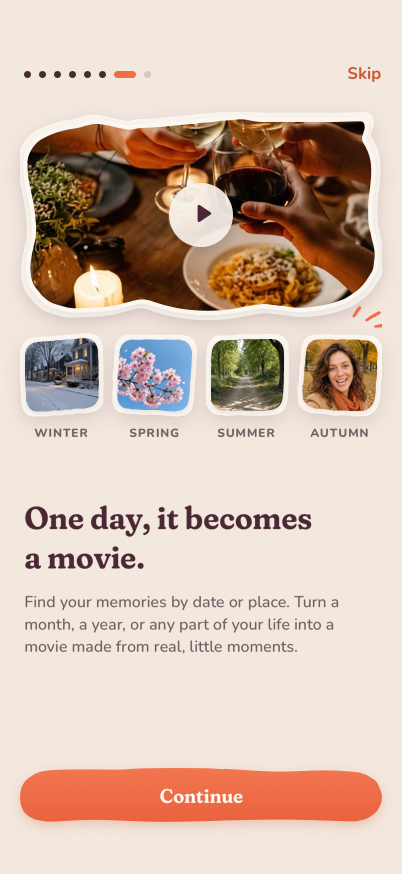 Skip
WINTER
SPRING
SUMMER
AUTUMN
One day, it becomes
a movie.
Find your memories by date or place. Turn a
month, a year, or any part of your life into a
movie made from real, little moments.
Continue